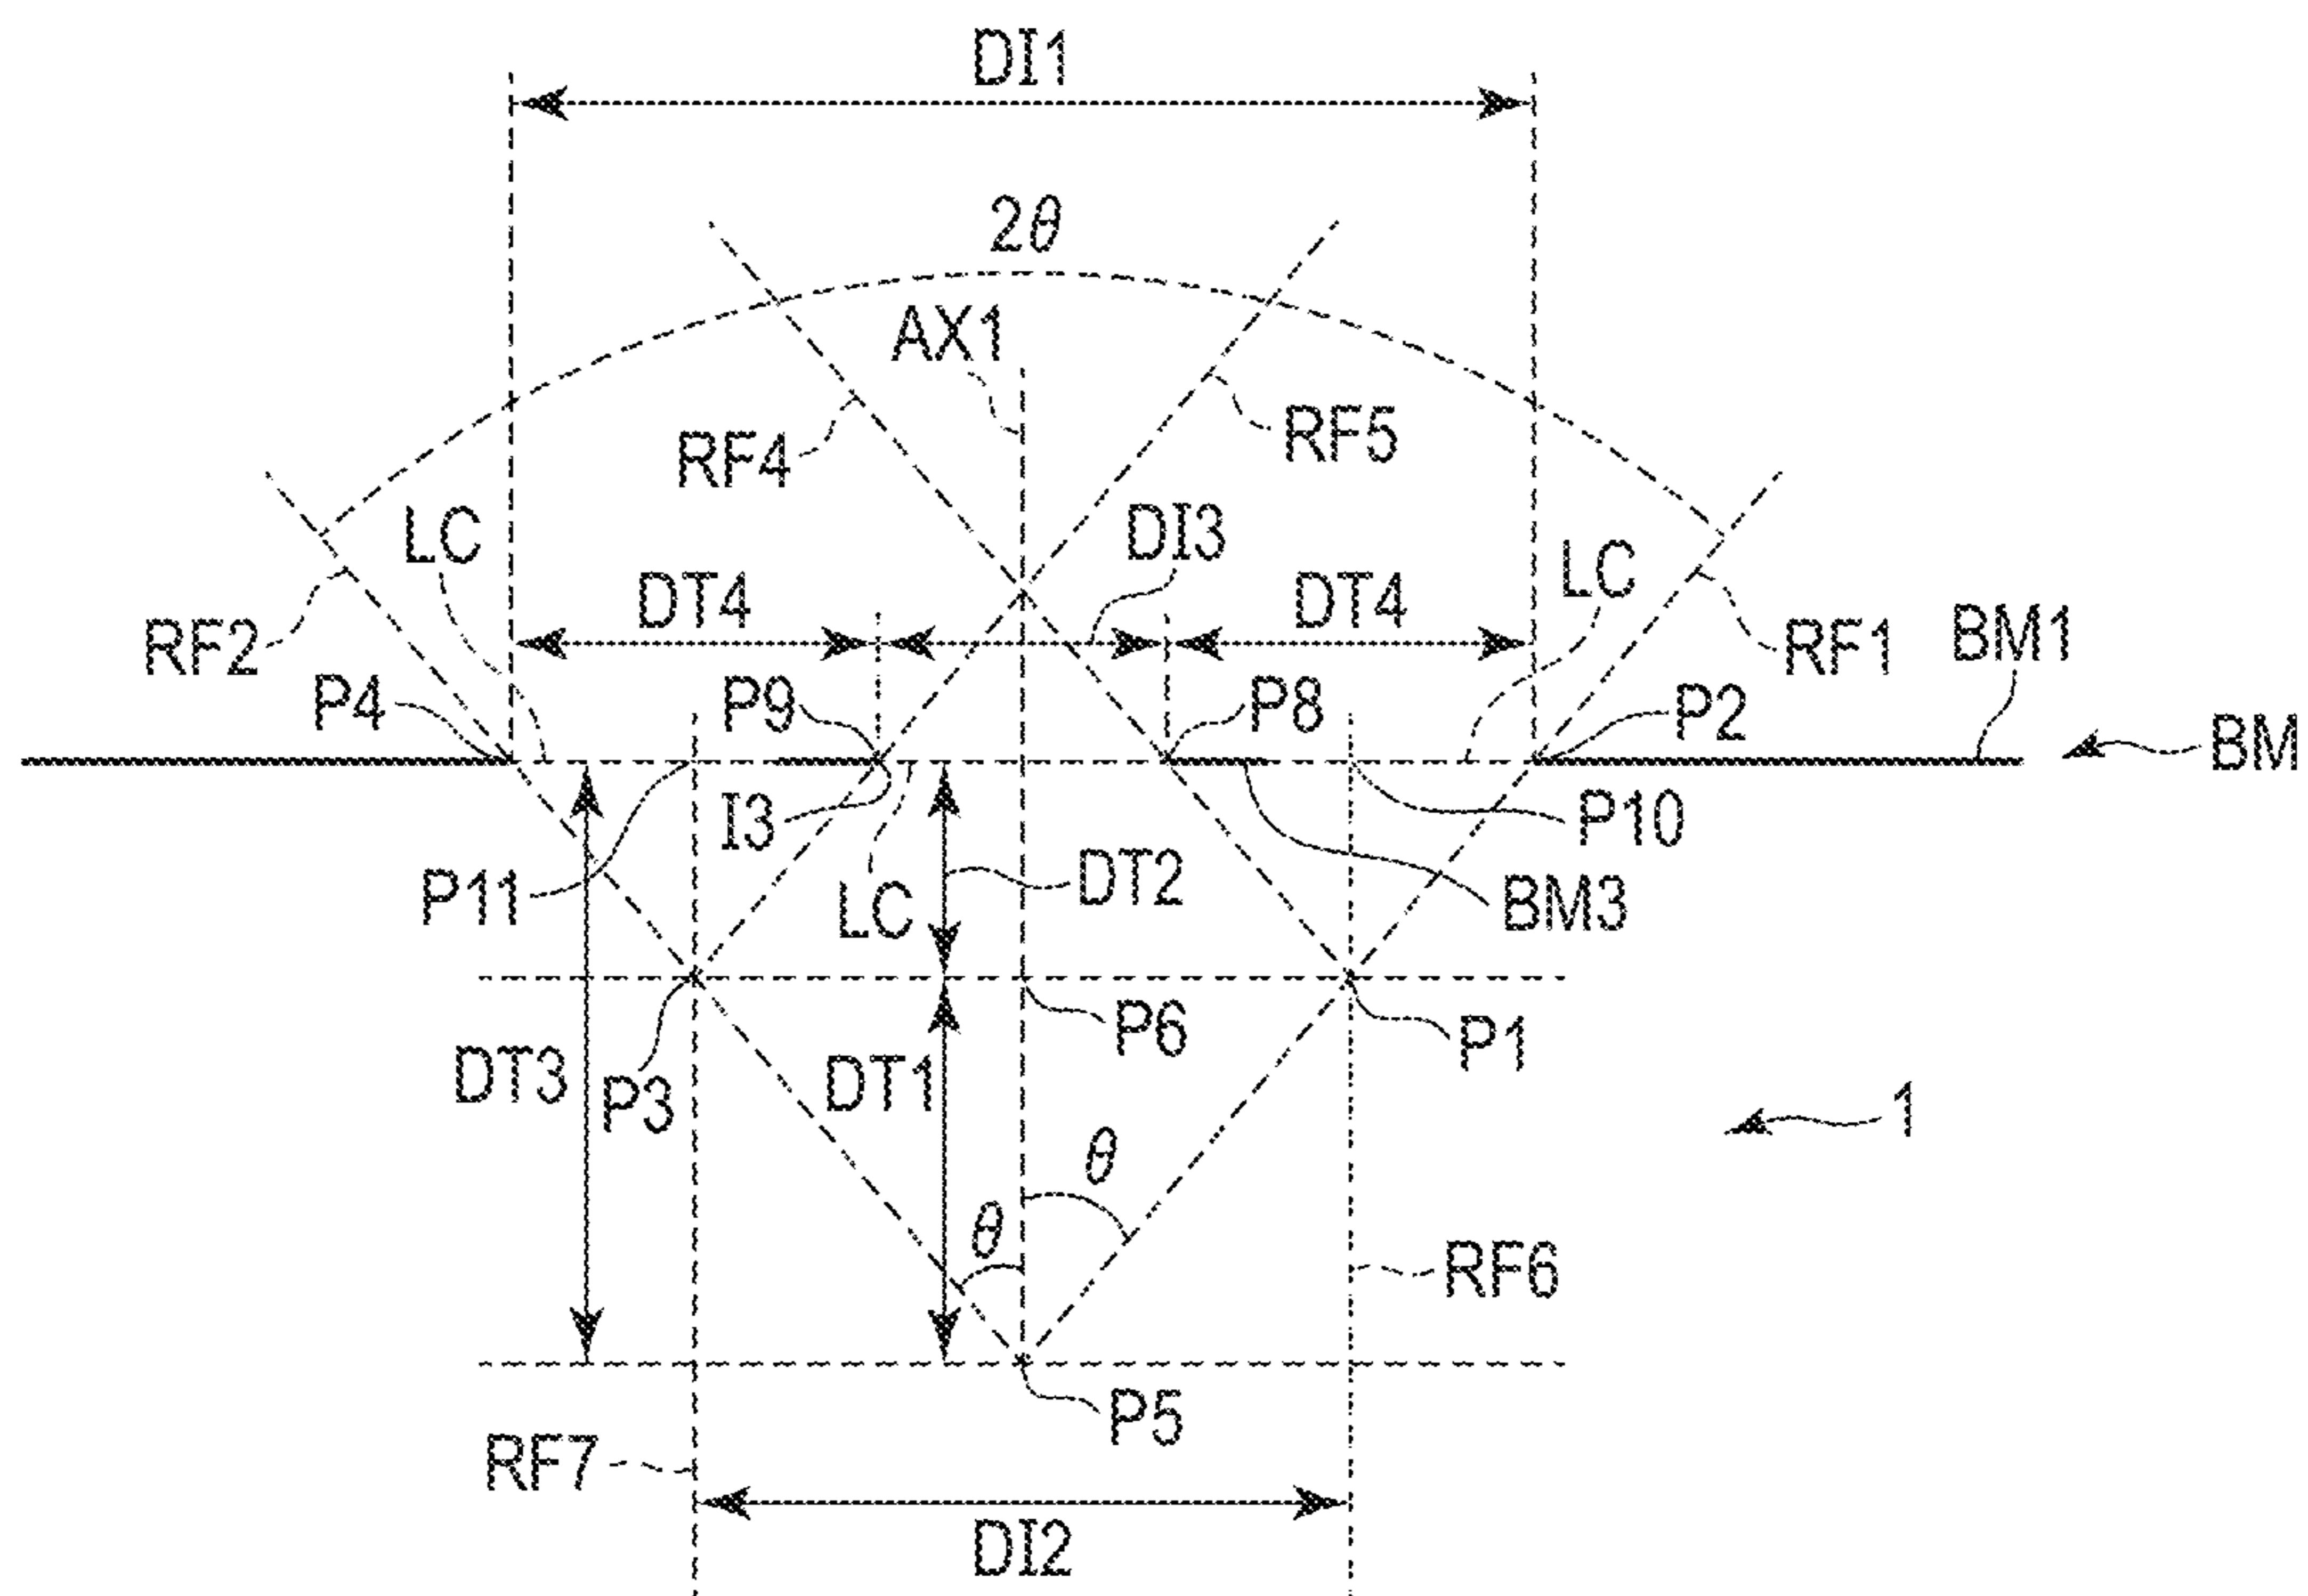 DI1
2θ
AX1
RF4
RF5
LC
DI3
LC
DT4
DT4
RF2
RF1
BM1
P4
P9
P8
P2
BM
I3
P10
P11
LC
DT2
BM3
P6
P1
DT3
P3
DT1
1
θ
θ
RF6
P5
RF7
DI2